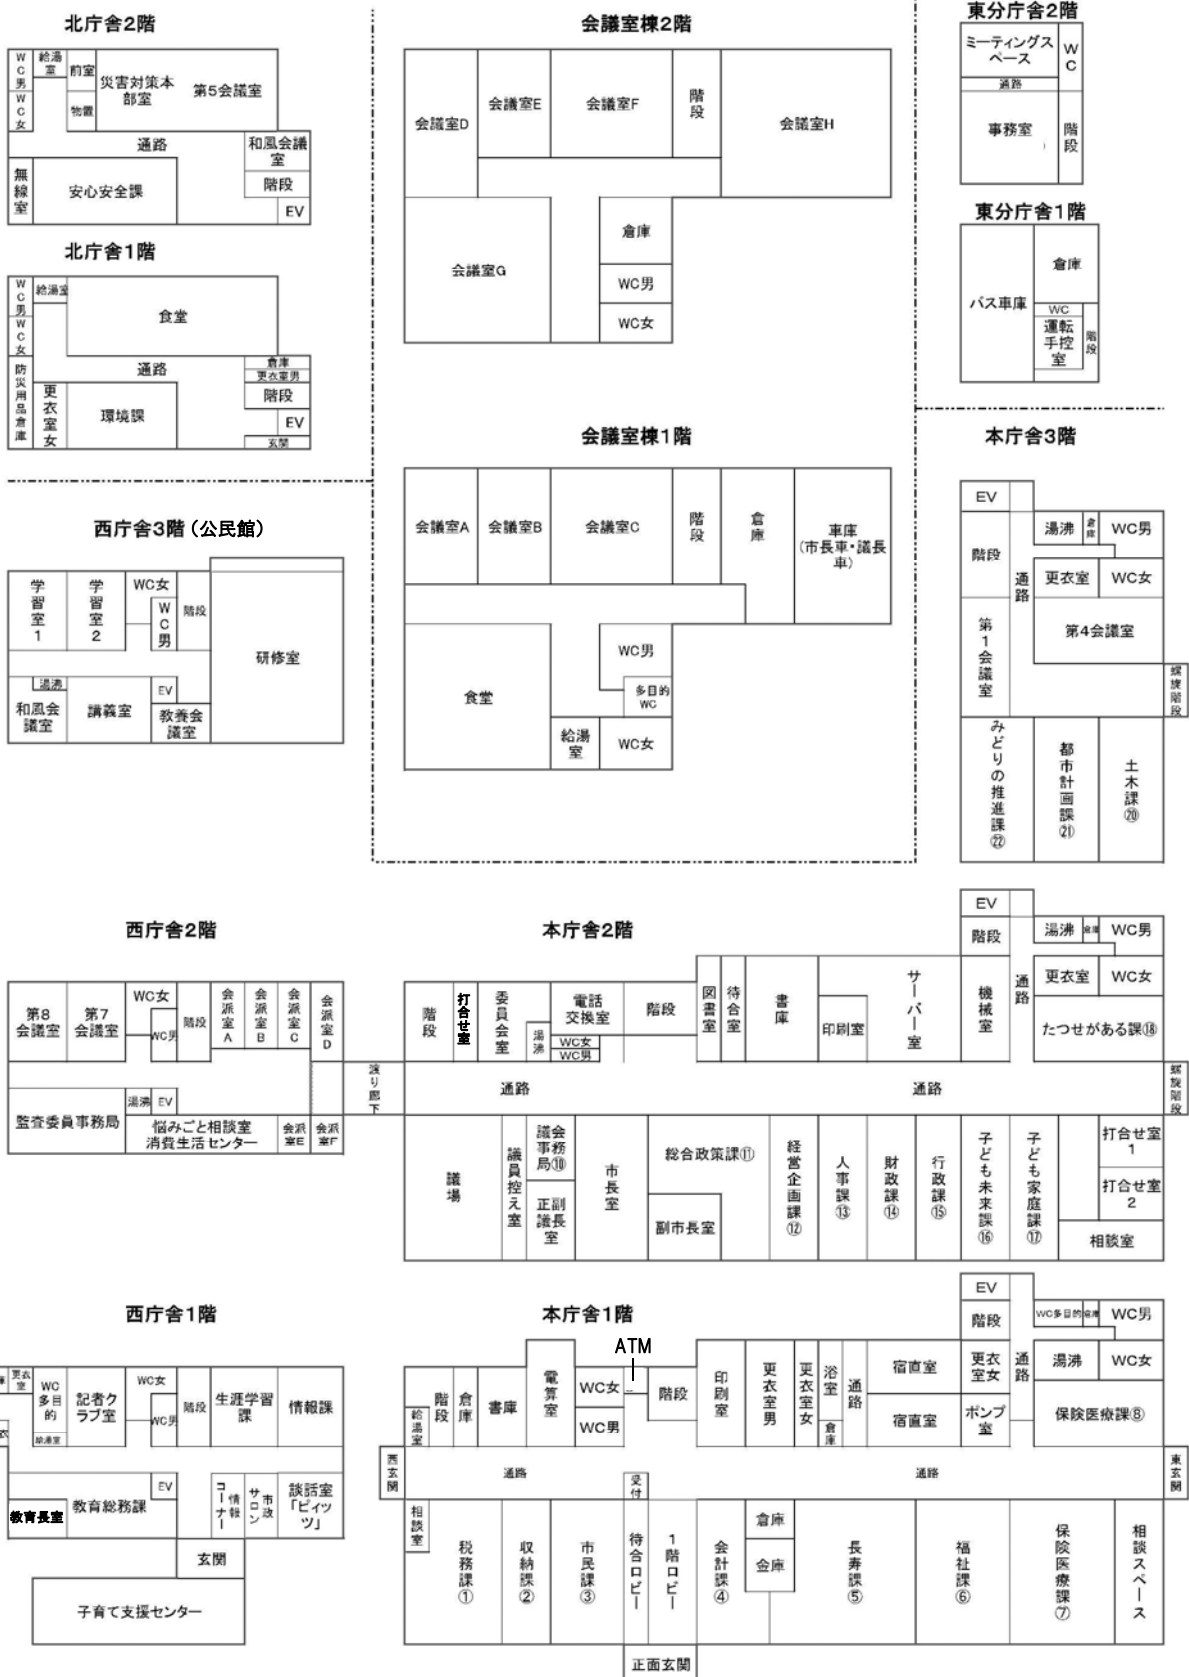 北庁舎2階
WC男
給湯室
前室
災害対策本部室
第5会議室
WC女
物置
通路
和風会議室
無線室
安心安全課
階段
EV
北庁舎1階
WC男
給湯室
食堂
WC女
通路
倉庫
更衣室男
防災用品倉庫
更衣室女
環境課
階段
EV
玄関
西庁舎3階（公民館）
学習室1
学習室2
WC女
WC男
階段
研修室
湯沸
和風会議室
講義室
EV
教養会議室
会議室棟2階
会議室D
会議室E
会議室F
階段
会議室H
会議室G
倉庫
WC男
WC女
会議室棟1階
会議室A
会議室B
会議室C
階段
倉庫
車庫
(市長車・議長車)
食堂
WC男
多目的WC
給湯室
WC女
東分庁舎2階
ミーティングスペース
WC
通路
事務室
階段
東分庁舎1階
バス車庫
倉庫
WC
運転手控室
階段
本庁舎3階
EV
階段
通路
湯沸
倉庫
WC男
更衣室
WC女
第1会議室
第4会議室
螺旋階段
みどりの推進課㉒
都市計画課㉑
土木課⑳
西庁舎2階
第8会議室
第7会議室
WC女
WC男
階段
会派室A
会派室B
会派室C
会派室D
渡り廊下
監査委員事務局
湯沸
EV
悩みごと相談室
消費生活センター
会派室E
会派室F
本庁舎2階
階段
打合せ室
委員会室
湯沸
電話交換室
WC女
WC男
階段
図書室
待合室
書庫
印刷室
サーバー室
EV
階段
機械室
通路
湯沸
倉庫
WC男
更衣室
WC女
たつせがある課⑱
通路
通路
螺旋階段
議場
議員控え室
議会事務局⑩
正副議長室
市長室
総合政策課⑪
副市長室
経営企画課⑫
人事課⑬
財政課⑭
行政課⑮
子ども未来課⑯
子ども家庭課⑰
打合せ室1
打合せ室2
相談室
西庁舎1階
更衣室
WC多目的
給湯室
記者クラブ室
WC女
WC男
階段
生涯学習課
情報課
教育長室
教育総務課
EV
情報コーナー
市政サロン
談話室「ピィッツ」
玄関
子育て支援センター
本庁舎1階
ATM
給湯室
階段
倉庫
書庫
電算室
WC女
WC男
階段
印刷室
更衣室男
更衣室女
浴室
倉庫
通路
宿直室
宿直室
EV
階段
更衣室女
ポンプ室
通路
WC多目的
倉庫
WC男
湯沸
WC女
保険医療課⑧
西玄関
通路
受付
通路
東玄関
相談室
税務課①
収納課②
市民課③
待合ロビー
1階ロビー
会計課④
倉庫
金庫
長寿課⑤
福祉課⑥
保険医療課⑦
相談スペース
正面玄関